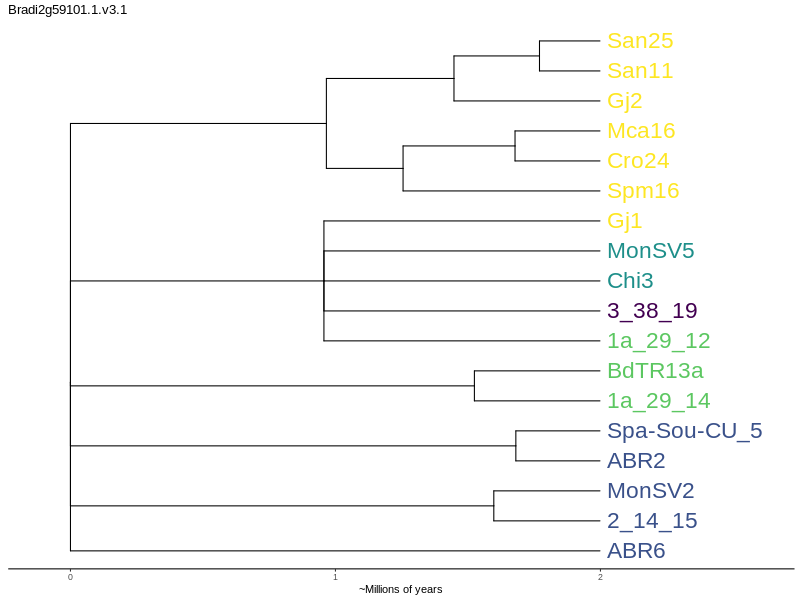 Bradi2g59101.1.v3.1
San25
San11
Gj2
Mca16
Cro24
Spm16
Gj1
MonSV5
Chi3
3_38_19
1a_29_12
BdTR13a
1a_29_14
Spa-Sou-CU_5
ABR2
MonSV2
2_14_15
ABR6
0 1 2
~Millions of years